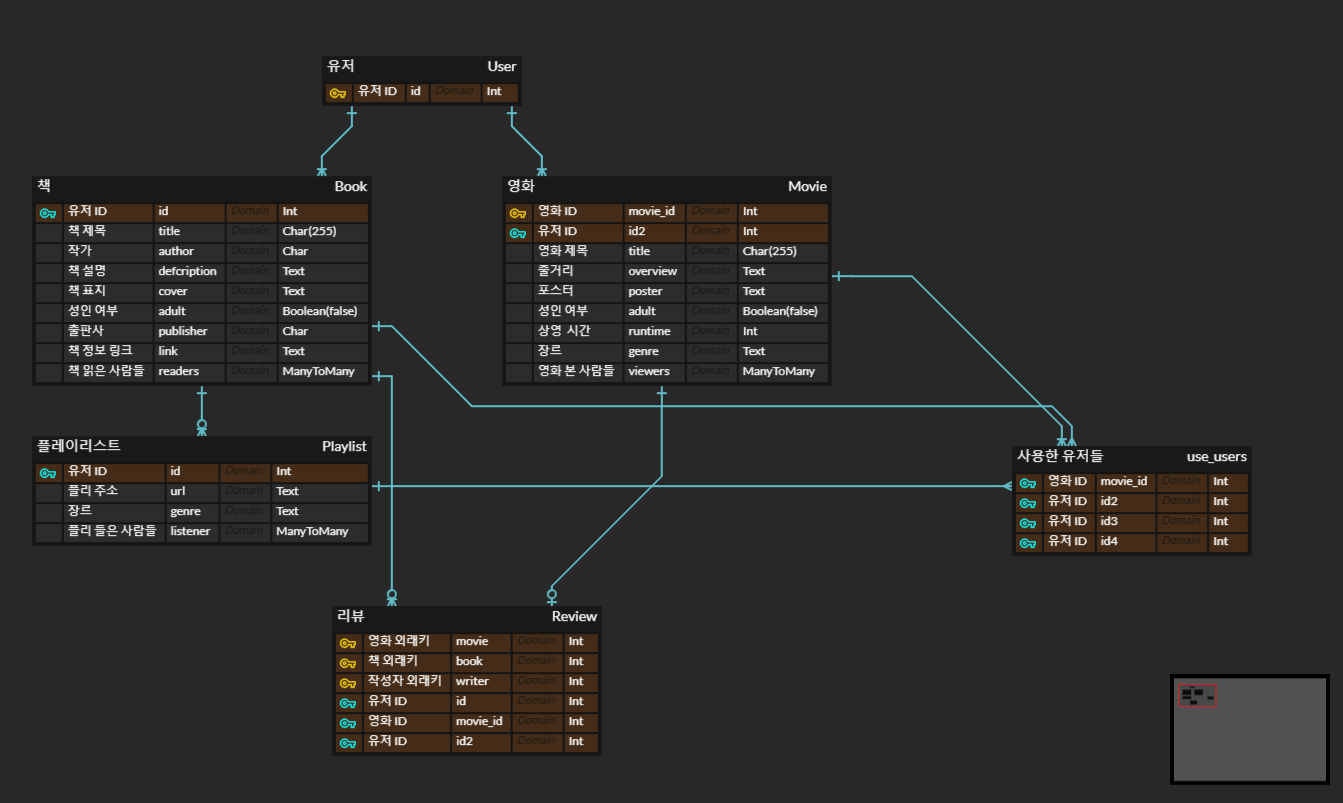 유저 User
유저 ID id Domain Int
책 Book
유저 ID id Domain Int
책 제목 title Domain Char(255)
작가 author Domain Char
책 설명 defcription Domain Text
책 표지 cover Domain Text
성인 여부 adult Domain Boolean(false)
출판사 publisher Domain Char
책 정보 링크 link Domain Text
책 읽은 사람들 readers Domain ManyToMany
영화 Movie
영화 ID movie_id Domain Int
유저 ID id2 Domain Int
영화 제목 title Domain Char(255)
줄거리 overview Domain Text
포스터 poster Domain Text
성인 여부 adult Domain Boolean(false)
상영 시간 runtime Domain Int
장르 genre Domain Text
영화 본 사람들 viewers Domain ManyToMany
플레이리스트 Playlist
유저 ID id Domain Int
플리 주소 url Domain Text
장르 genre Domain Text
플리 들은 사람들 listener Domain ManyToMany
사용한 유저들 use_users
영화 ID movie_id Domain Int
유저 ID id2 Domain Int
유저 ID id3 Domain Int
유저 ID id4 Domain Int
리뷰 Review
영화 외래키 movie Domain Int
책 외래키 book Domain Int
작성자 외래키 writer Domain Int
유저 ID id Domain Int
영화 ID movie_id Domain Int
유저 ID id2 Domain Int